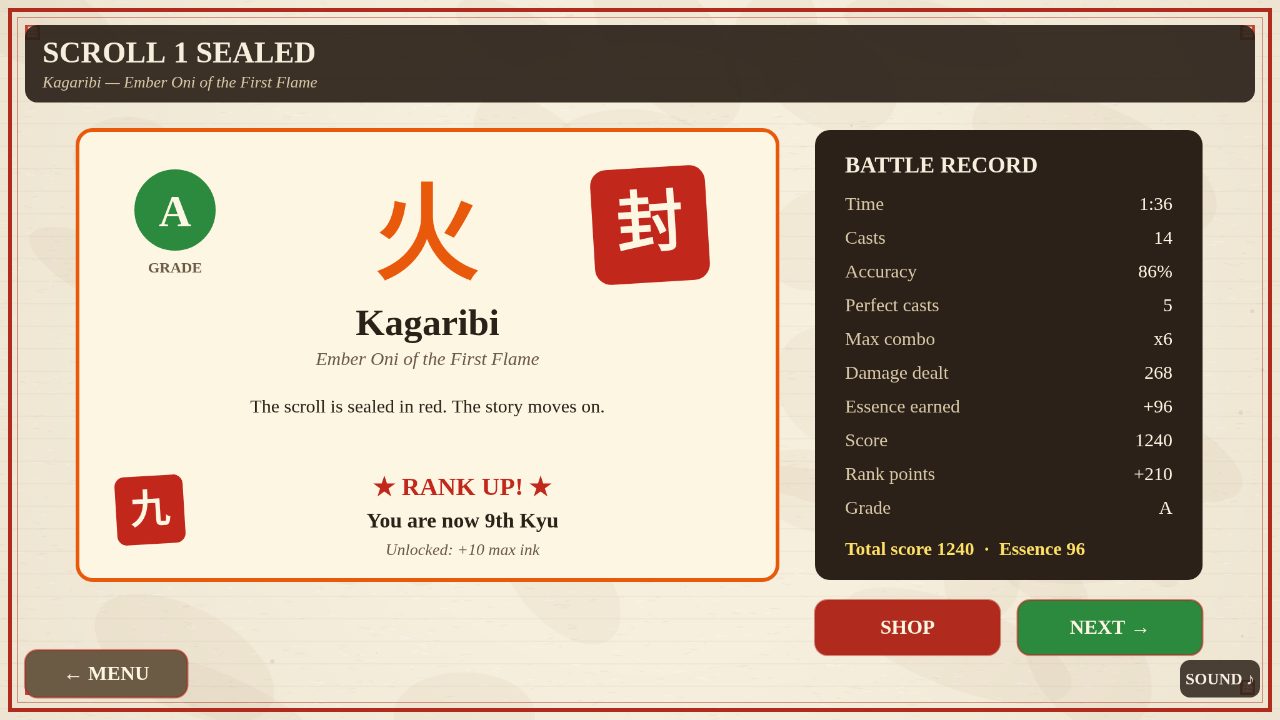 SCROLL 1 SEALED
Kagaribi — Ember Oni of the First Flame
A
GRADE
火
封
Kagaribi
Ember Oni of the First Flame
The scroll is sealed in red. The story moves on.
九
★ RANK UP! ★
You are now 9th Kyu
Unlocked: +10 max ink
BATTLE RECORD
Time 1:36
Casts 14
Accuracy 86%
Perfect casts 5
Max combo x6
Damage dealt 268
Essence earned +96
Score 1240
Rank points +210
Grade A
Total score 1240 · Essence 96
SHOP
NEXT →
← MENU
SOUND ♪